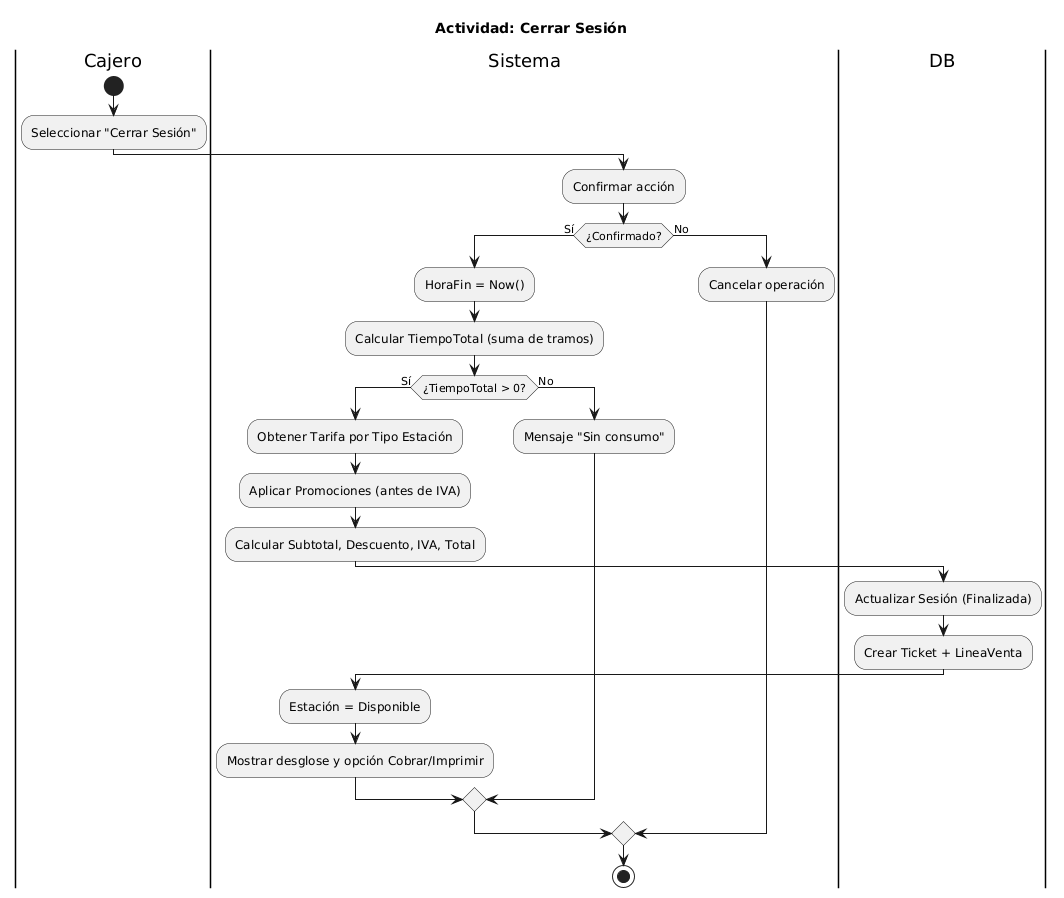 Actividad: Cerrar Sesión
Cajero
Sistema
DB
Seleccionar "Cerrar Sesión"
Confirmar acción
Sí
¿Confirmado?
No
HoraFin = Now()
Cancelar operación
Calcular TiempoTotal (suma de tramos)
Sí
¿TiempoTotal > 0?
No
Obtener Tarifa por Tipo Estación
Mensaje "Sin consumo"
Aplicar Promociones (antes de IVA)
Calcular Subtotal, Descuento, IVA, Total
Actualizar Sesión (Finalizada)
Crear Ticket + LineaVenta
Estación = Disponible
Mostrar desglose y opción Cobrar/Imprimir